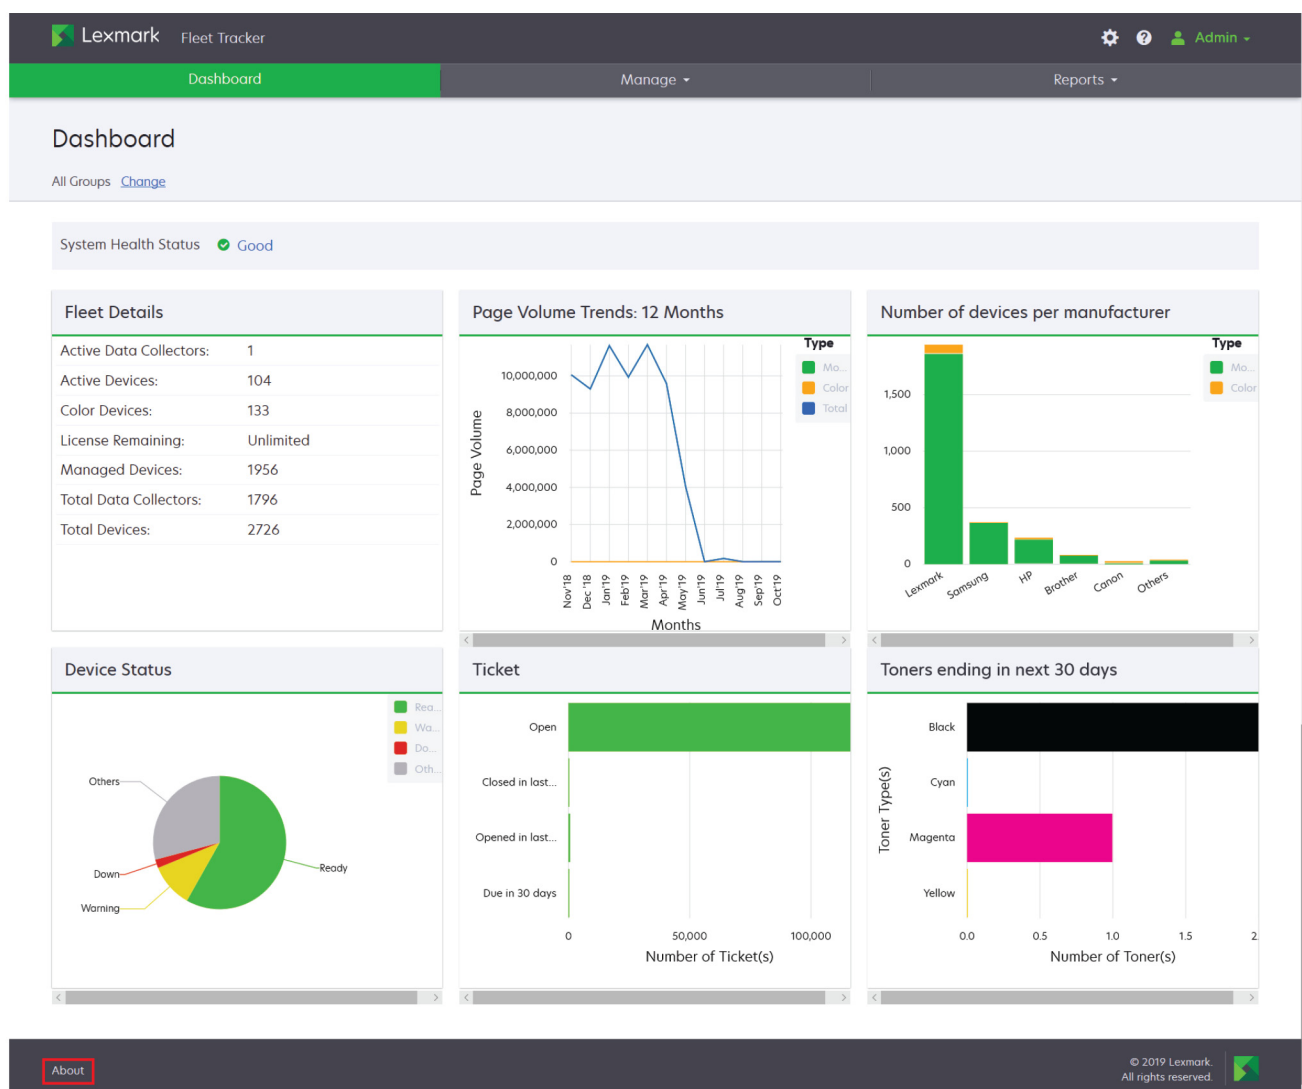 Lexmark Fleet Tracker Admin
Dashboard Manage Reports
Dashboard
All Groups Change
System Health Status Good
Fleet Details
Active Data Collectors: 1
Active Devices: 104
Color Devices: 133
License Remaining: Unlimited
Managed Devices: 1956
Total Data Collectors: 1796
Total Devices: 2726
Page Volume Trends: 12 Months
Type
Mo...
Color
Total
Page Volume
10,000,000
8,000,000
6,000,000
4,000,000
2,000,000
0
Nov'18
Dec '18
Jan'19
Feb'19
Mar'19
Apr'19
May'19
Jun'19
Jul'19
Aug'19
Sep'19
Oct'19
Months
Number of devices per manufacturer
Type
Mo...
Color
1,500
1,000
500
0
Lexmark
Samsung
HP
Brother
Canon
Others
Device Status
Rea...
Wa...
Do...
Oth...
Others
Down
Warning
Ready
Ticket
Open
Closed in last...
Opened in last...
Due in 30 days
0 50,000 100,000
Number of Ticket(s)
Toners ending in next 30 days
Toner Type(s)
Black
Cyan
Magenta
Yellow
0.0 0.5 1.0 1.5 2.
Number of Toner(s)
About
© 2019 Lexmark.
All rights reserved.